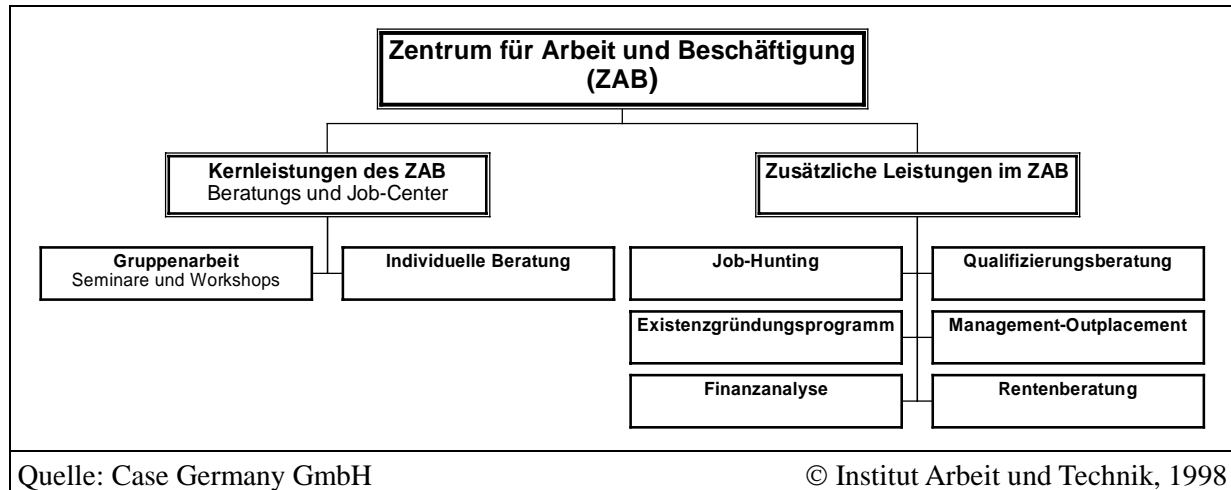 Zentrum für Arbeit und Beschäftigung
(ZAB)
Kernleistungen des ZAB
Beratungs und Job-Center
Zusätzliche Leistungen im ZAB
Gruppenarbeit
Seminare und Workshops
Individuelle Beratung
Job-Hunting
Qualifizierungsberatung
Existenzgründungsprogramm
Management-Outplacement
Finanzanalyse
Rentenberatung
Quelle: Case Germany GmbH
© Institut Arbeit und Technik, 1998